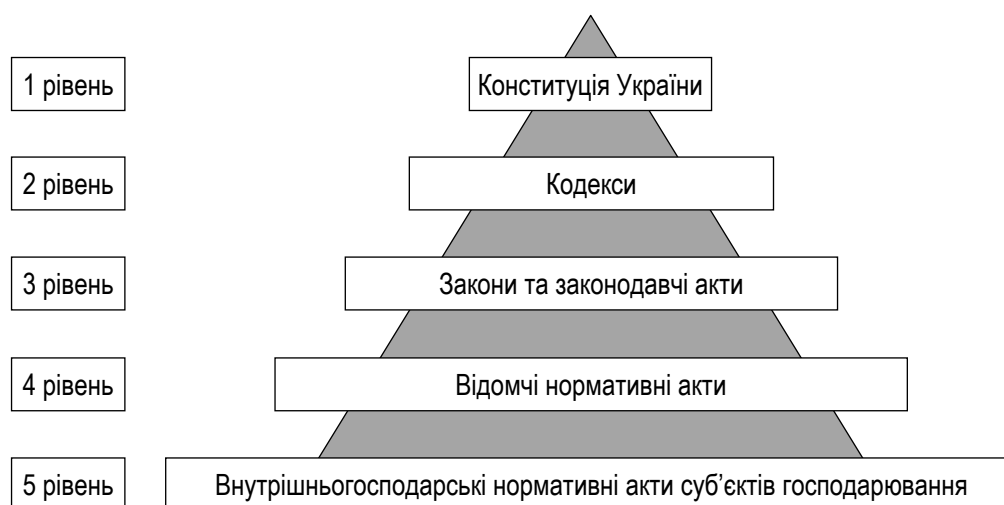 1 рівень
Конституція України
2 рівень
Кодекси
3 рівень
Закони та законодавчі акти
4 рівень
Відомчі нормативні акти
5 рівень
Внутрішньогосподарські нормативні акти суб’єктів господарювання